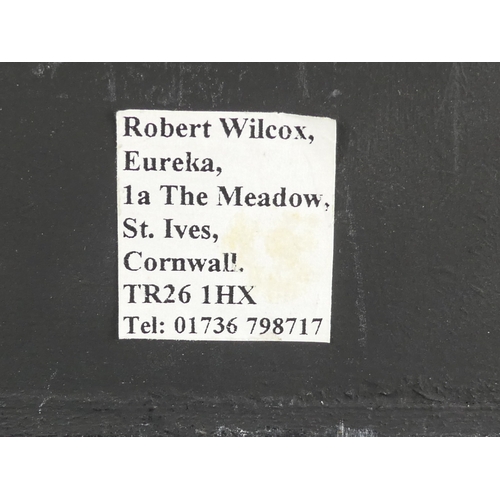 Robert Wilcox,
Eureka,
1a The Meadow,
St. Ives,
Cornwall.
TR26 1HX
Tel: 01736 798717